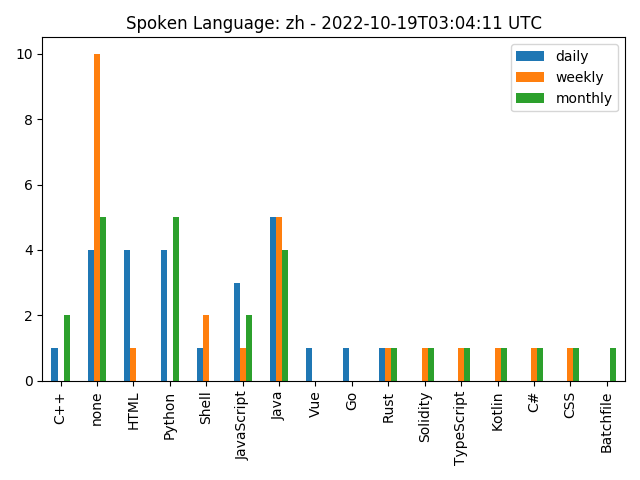 Spoken Language: zh - 2022-10-19T03:04:11 UTC
daily
weekly
monthly
10
8
6
4
2
0
C++
none
HTML
Python
Shell
JavaScript
Java
Vue
Go
Rust
Solidity
TypeScript
Kotlin
C#
CSS
Batchfile